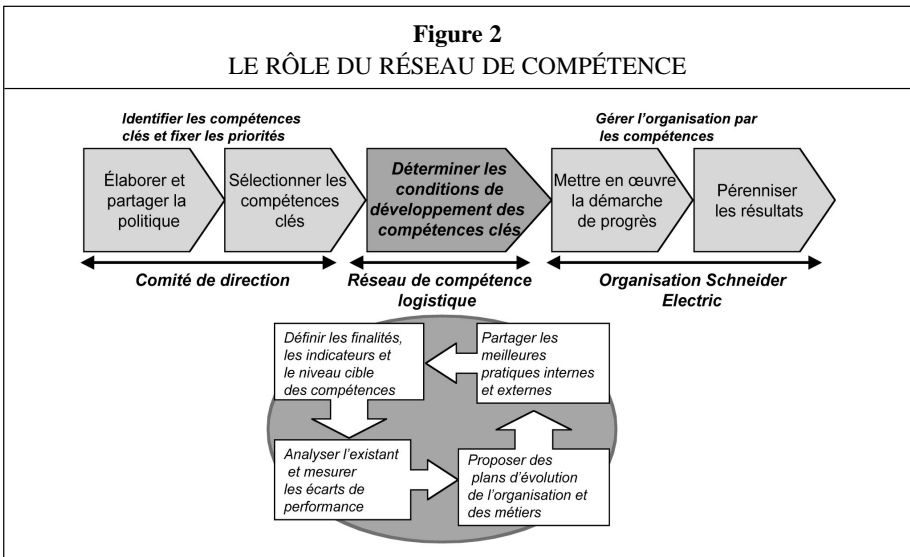 Figure 2
LE RÔLE DU RÉSEAU DE COMPÉTENCE
Identifier les compétences
clés et fixer les priorités
Gérer l'organisation par
les compétences
Élaborer et
partager la
politique
Sélectionner les
compétences
clés
Déterminer les
conditions de
développement des
compétences clés
Mettre en œuvre
la démarche
de progrès
Pérenniser
les résultats
Comité de direction
Réseau de compétence
logistique
Organisation Schneider
Electric
Définir les finalités,
les indicateurs et
le niveau cible
des compétences
Partager les
meilleures
pratiques internes
et externes
Analyser l'existant
et mesurer
les écarts de
performance
Proposer des
plans d'évolution
de l'organisation et
des métiers